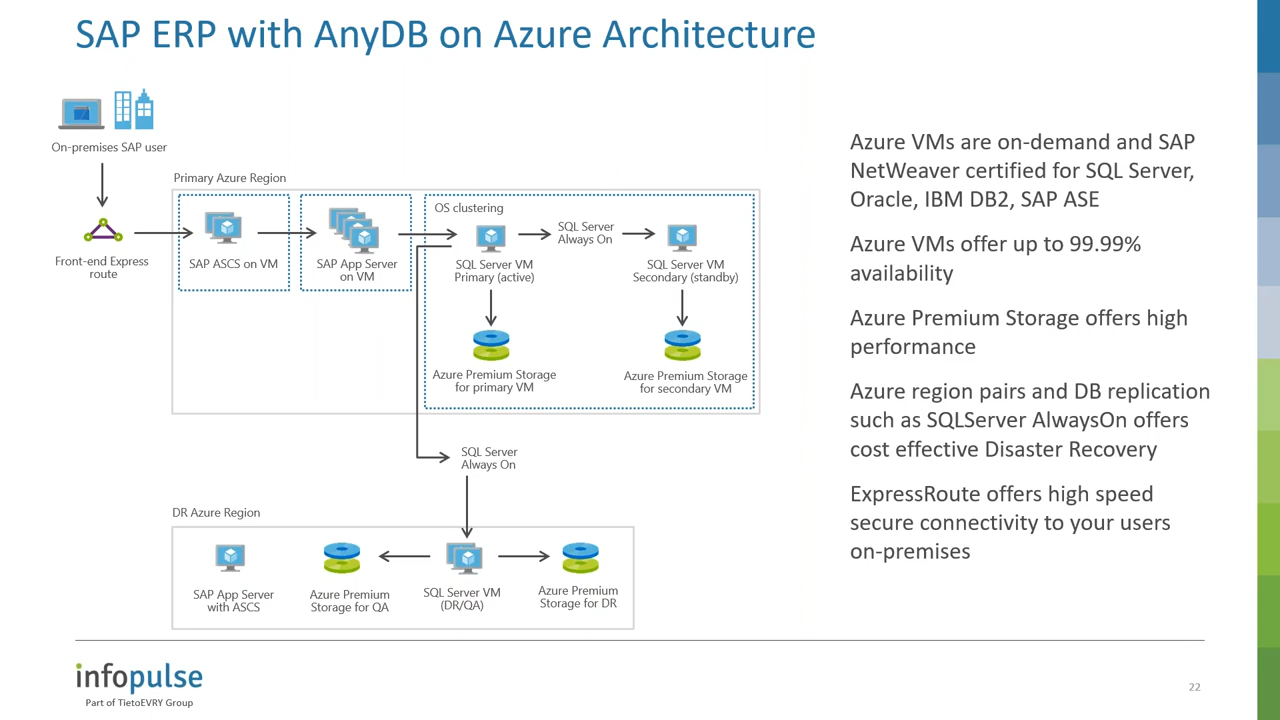 SAP ERP with AnyDB on Azure Architecture
On-premises SAP user
Front-end Express
route
Primary Azure Region
SAP ASCS on VM
SAP App Server
on VM
OS clustering
SQL Server VM
Primary (active)
SQL Server
Always On
SQL Server VM
Secondary (standby)
Azure Premium Storage
for primary VM
Azure Premium Storage
for secondary VM
SQL Server
Always On
DR Azure Region
SAP App Server
with ASCS
Azure Premium
Storage for QA
SQL Server VM
(DR/QA)
Azure Premium
Storage for DR
Azure VMs are on-demand and SAP
NetWeaver certified for SQL Server,
Oracle, IBM DB2, SAP ASE
Azure VMs offer up to 99.99%
availability
Azure Premium Storage offers high
performance
Azure region pairs and DB replication
such as SQLServer AlwaysOn offers
cost effective Disaster Recovery
ExpressRoute offers high speed
secure connectivity to your users
on-premises
infopulse
Part of TietoEVRY Group
22